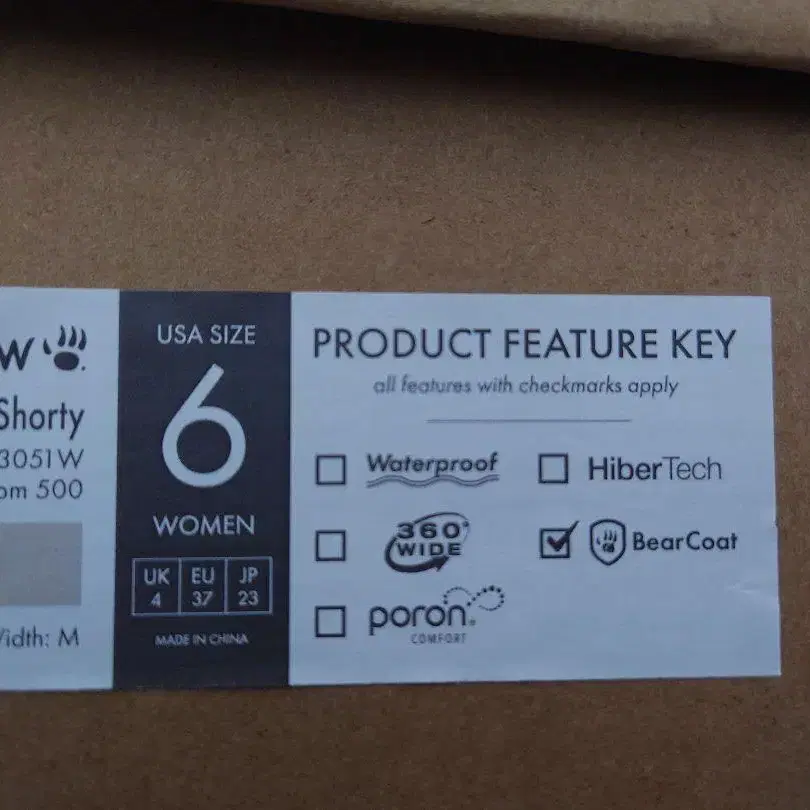 W
Shorty
3051W
om 500
Width: M
USA SIZE
6
WOMEN
UK EU JP
4 37 23
MADE IN CHINA
PRODUCT FEATURE KEY
all features with checkmarks apply
Waterproof
HiberTech
360°
WIDE
BearCoat
poron®
COMFORT